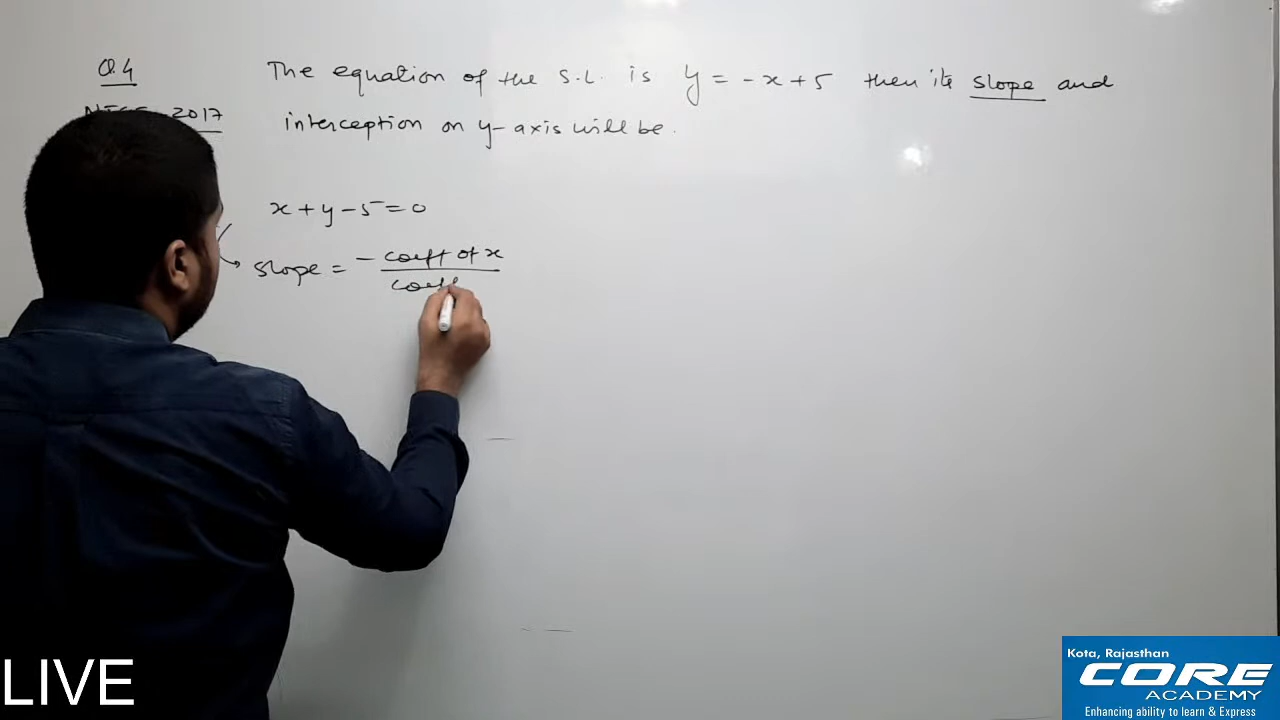 Q.4
The equation of the S.L. is y = -x + 5 then its slope and
2017
interception on y-axis will be.
x + y - 5 = 0
slope = - coeff of x
coeff
LIVE
Kota, Rajasthan
CORE
ACADEMY
Enhancing ability to learn & Express